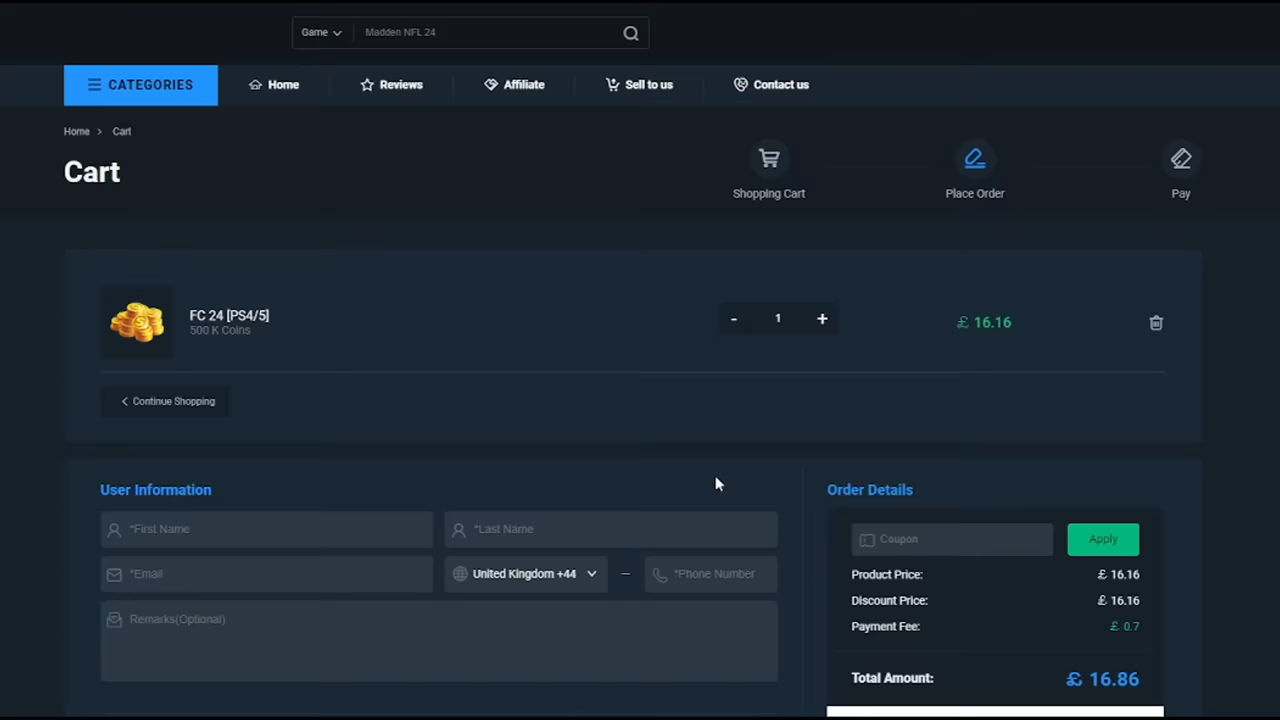 Game Madden NFL 24
CATEGORIES Home Reviews Affiliate Sell to us Contact us
Home > Cart
Cart
Shopping Cart Place Order Pay
FC 24 [PS4/5]
500 K Coins
- 1 +
£ 16.16
< Continue Shopping
User Information
*First Name *Last Name
*Email United Kingdom +44 – *Phone Number
Remarks(Optional)
Order Details
Coupon Apply
Product Price: £ 16.16
Discount Price: £ 16.16
Payment Fee: £ 0.7
Total Amount: £ 16.86